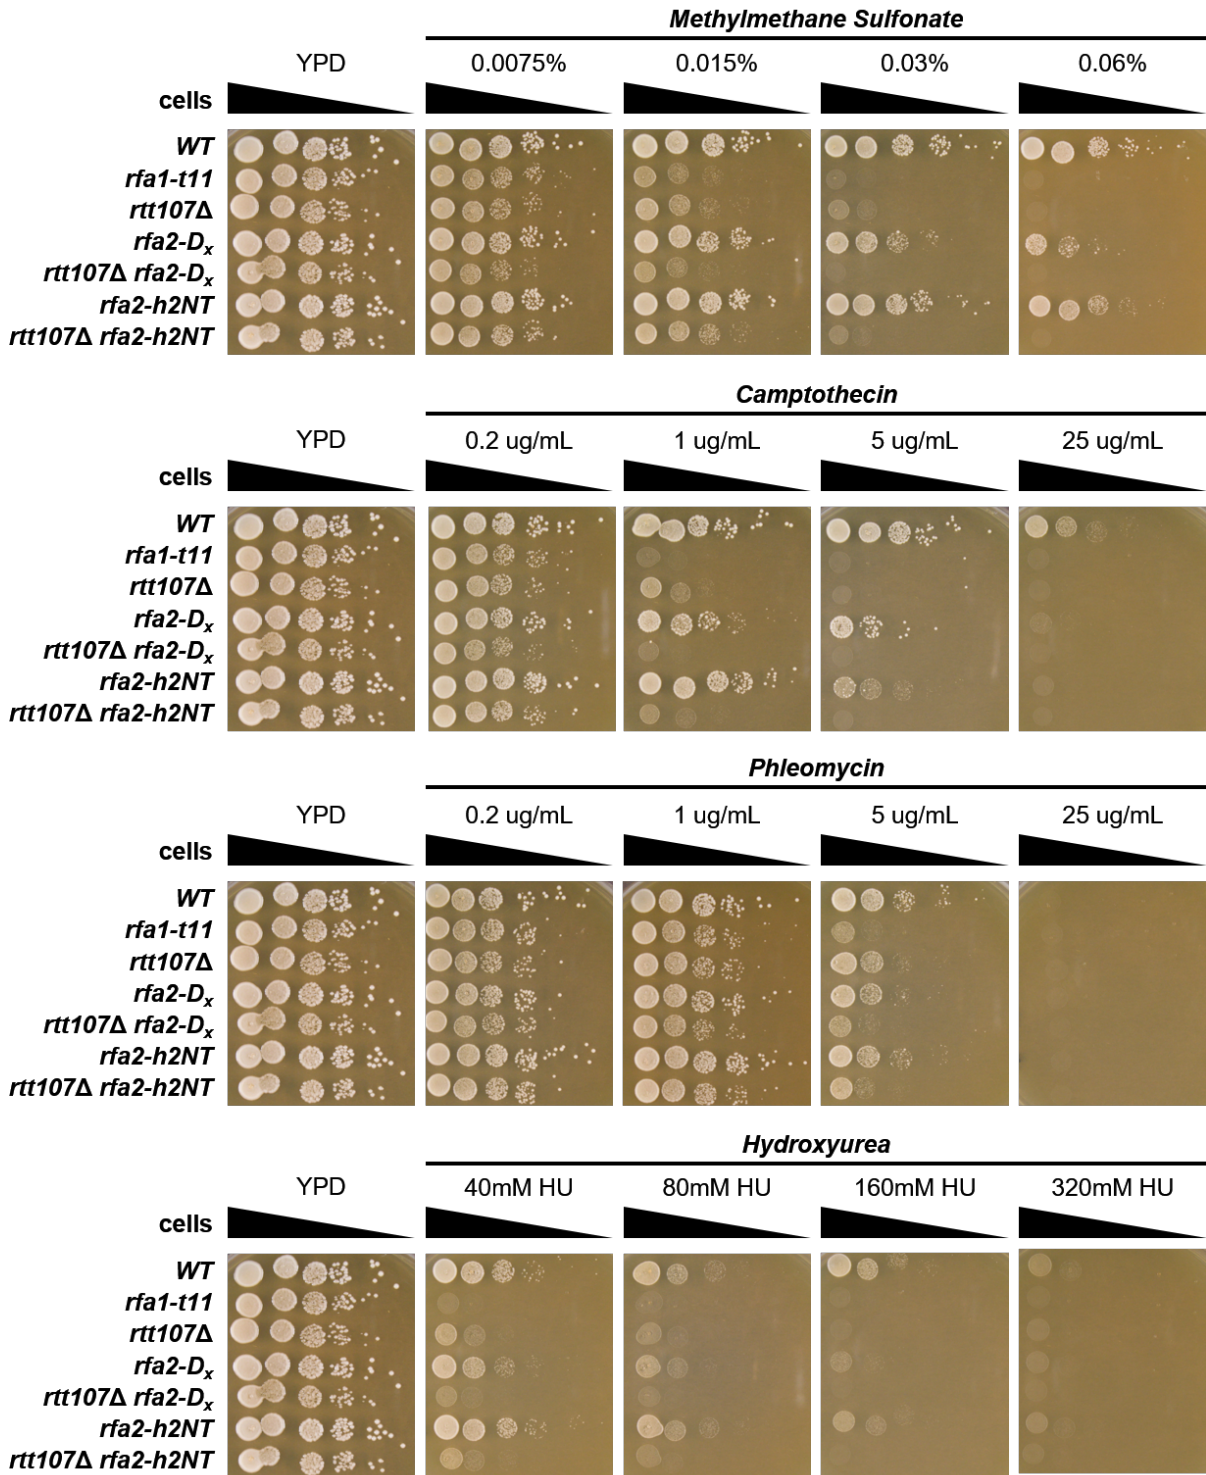 Methylmethane Sulfonate
YPD 0.0075% 0.015% 0.03% 0.06%
cells
WT
rfa1-t11
rtt107Δ
rfa2-Dx
rtt107Δ rfa2-Dx
rfa2-h2NT
rtt107Δ rfa2-h2NT
Camptothecin
YPD 0.2 ug/mL 1 ug/mL 5 ug/mL 25 ug/mL
cells
WT
rfa1-t11
rtt107Δ
rfa2-Dx
rtt107Δ rfa2-Dx
rfa2-h2NT
rtt107Δ rfa2-h2NT
Phleomycin
YPD 0.2 ug/mL 1 ug/mL 5 ug/mL 25 ug/mL
cells
WT
rfa1-t11
rtt107Δ
rfa2-Dx
rtt107Δ rfa2-Dx
rfa2-h2NT
rtt107Δ rfa2-h2NT
Hydroxyurea
YPD 40mM HU 80mM HU 160mM HU 320mM HU
cells
WT
rfa1-t11
rtt107Δ
rfa2-Dx
rtt107Δ rfa2-Dx
rfa2-h2NT
rtt107Δ rfa2-h2NT